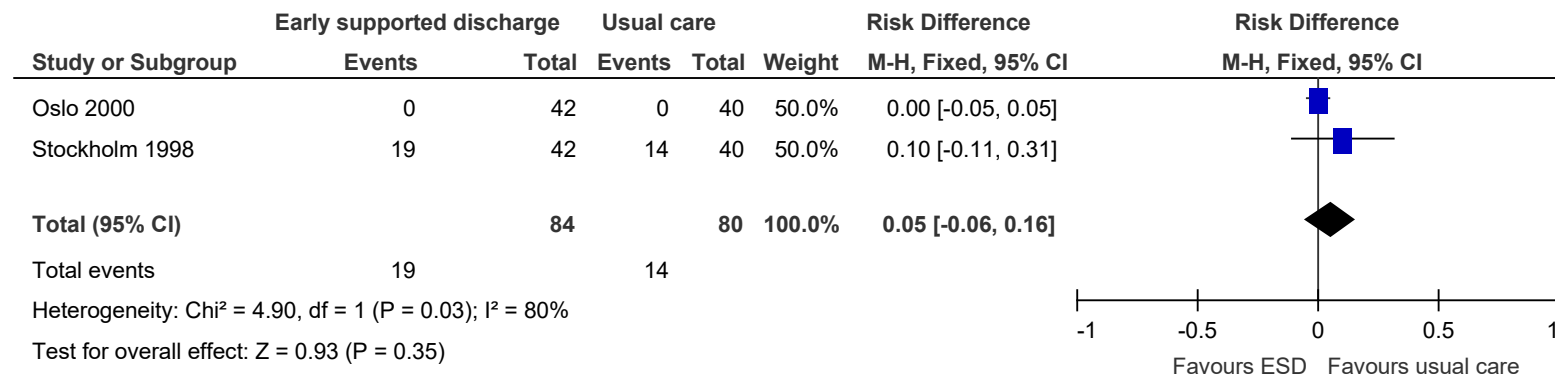 Early supported discharge Usual care Risk Difference Risk Difference
Study or Subgroup Events Total Events Total Weight M-H, Fixed, 95% CI M-H, Fixed, 95% CI
Oslo 2000 0 42 0 40 50.0% 0.00 [-0.05, 0.05]
Stockholm 1998 19 42 14 40 50.0% 0.10 [-0.11, 0.31]
Total (95% CI) 84 80 100.0% 0.05 [-0.06, 0.16]
Total events 19 14
Heterogeneity: Chi² = 4.90, df = 1 (P = 0.03); I² = 80%
Test for overall effect: Z = 0.93 (P = 0.35)
-1 -0.5 0 0.5 1
Favours ESD Favours usual care